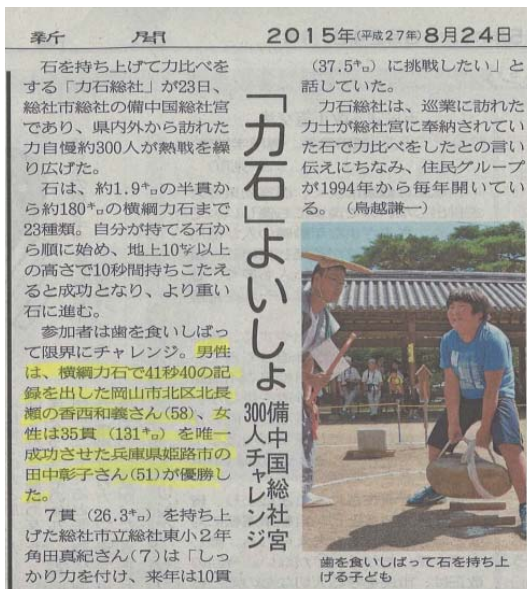 新聞
2015年(平成27年)8月24日
「力石」よいしょ
備中国総社宮
300人チャレンジ
石を持ち上げて力比べを
する「力石総社」が23日、
総社市総社の備中国総社宮
であり、県内外から訪れた
力自慢約300人が熱戦を繰
り広げた。
石は、約1.9㌔の半貫か
ら約180㌔の横綱力石まで
23種類。自分が持てる石か
ら順に始め、地上10㌢以上
の高さで10秒間持ちこたえ
ると成功となり、より重い
石に進む。
参加者は歯を食いしばっ
て限界にチャレンジ。男性
は、横綱力石で41秒40の記
録を出した岡山市北区北長
瀬の香西和義さん(58)、女
性は35貫(131㌔)を唯一
成功させた兵庫県姫路市の
田中彰子さん(51)が優勝し
た。
7貫(26.3㌔)を持ち上
げた総社市立総社東小2年
角田真紀さん(7)は「しっ
かり力を付け、来年は10貫
(37.5㌔)に挑戦したい」と
話していた。
力石総社は、巡業に訪れた
力士が総社宮に奉納されてい
た石で力比べをしたとの言い
伝えにちなみ、住民グループ
が1994年から毎年開いてい
る。(鳥越謙一)
歯を食いしばって石を持ち上
げる子ども